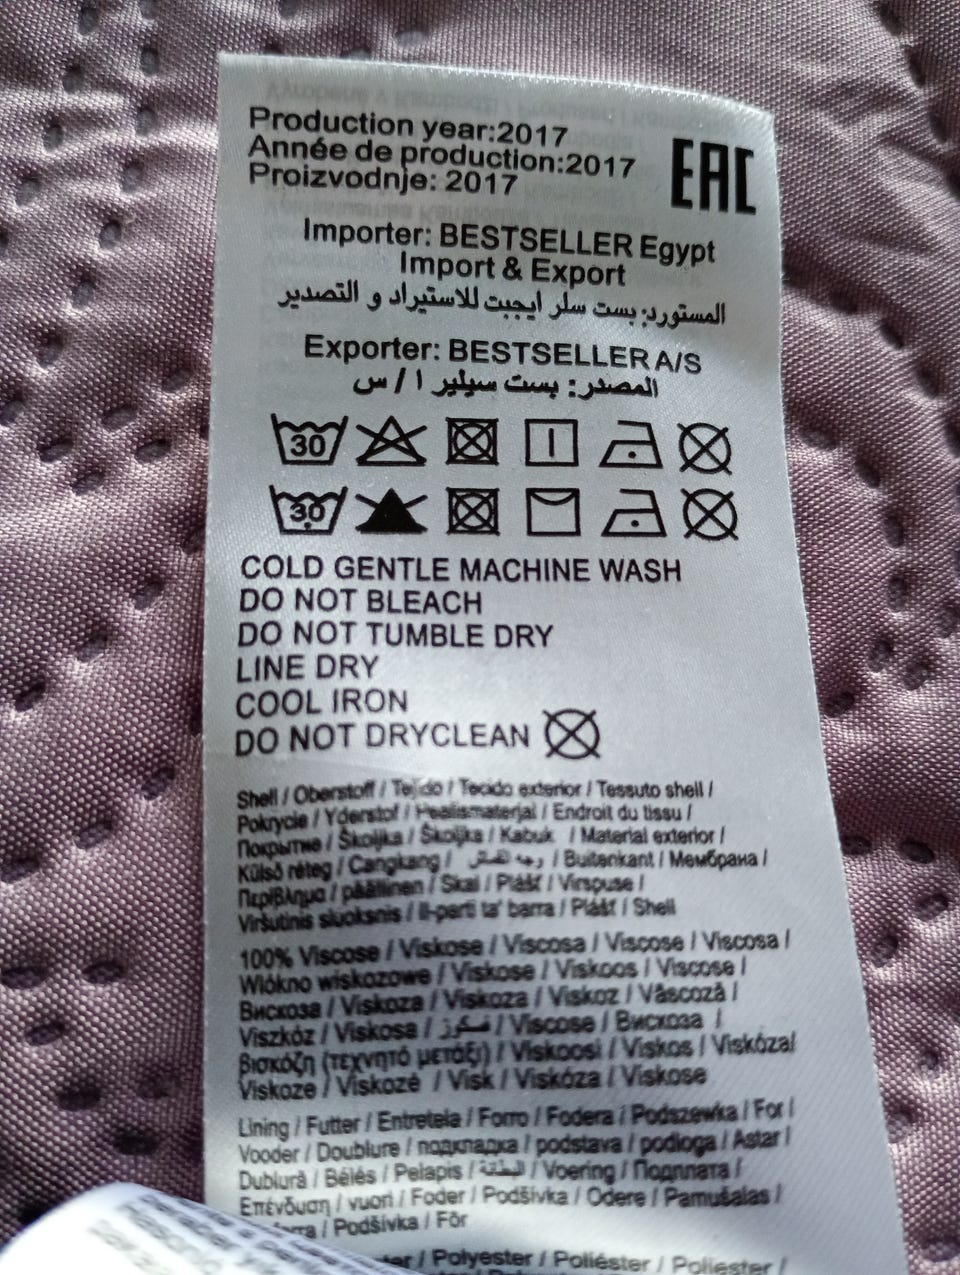 Production year:2017
Année de production:2017
Proizvodnje: 2017
EAC
Importer: BESTSELLER Egypt
Import & Export
المستورد: بست سلر ايجبت للاستيراد و التصدير
Exporter: BESTSELLER A/S
المصدر: بست سيلير ا / س
30
30
COLD GENTLE MACHINE WASH
DO NOT BLEACH
DO NOT TUMBLE DRY
LINE DRY
COOL IRON
DO NOT DRYCLEAN
Shell / Oberstoff / Tejido / Tecido exterior / Tessuto shell /
Pokrycie / Yderstof / Pealismaterjal / Endroit du tissu /
Покрытие / Školjka / Školjka / Kabuk / Material exterior /
Külső réteg / Cangkang / / Buitenkant / Мембрана /
Περίβλημα / päällinen / Skal / Plášť / Virspuse /
Viršutinis sluoksnis / Il-parti ta' barra / Plášť / Shell
100% Viscose / Viskose / Viscosa / Viscose / Viscosa /
Włókno wiskozowe / Viskose / Viskoos / Viscose /
Вискоза / Viskoza / Viskoza / Viskoz / Vâscoză /
Viszkóz / Viskosa / فسكوز / Viscose / Вискоза /
βισκόζη (τεχνητό μετάξι) / Viskoosi / Viskos / Viskóza/
Viskoze / Viskozė / Visk / Viskóza / Viskose
Lining / Futter / Entretela / Forro / Fodera / Podszewka / For /
Vooder / Doublure / подкладка / podstava / podloga / Astar /
Dublură / Bélés / Pelapis / البطانة / Voering / Подплата /
Επένδυση / vuori / Foder / Podšívka / Odere / Pamušalas /
/ Podšívka / Fôr
/ Polyester / Poliéster / Poliester /